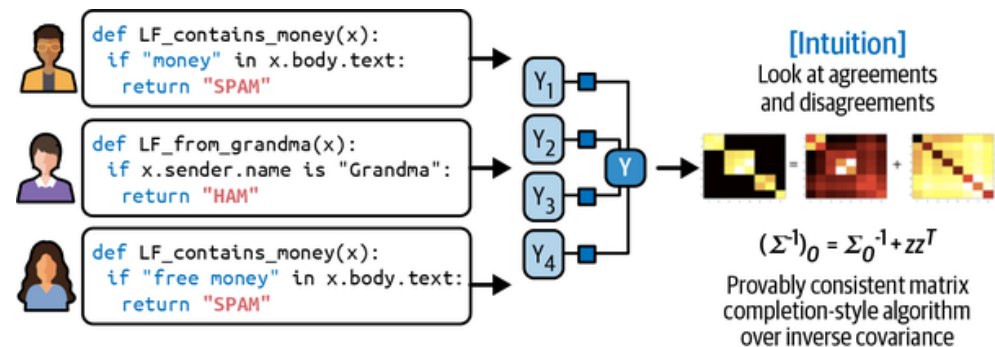 def LF_contains_money(x):
if "money" in x.body.text:
return "SPAM"
def LF_from_grandma(x):
if x.sender.name is "Grandma":
return "HAM"
def LF_contains_money(x):
if "free money" in x.body.text:
return "SPAM"
Y1
Y2
Y3
Y4
Y
[Intuition]
Look at agreements
and disagreements
= +
(Σ⁻¹)₀ = Σ₀⁻¹ + zzᵀ
Provably consistent matrix
completion-style algorithm
over inverse covariance